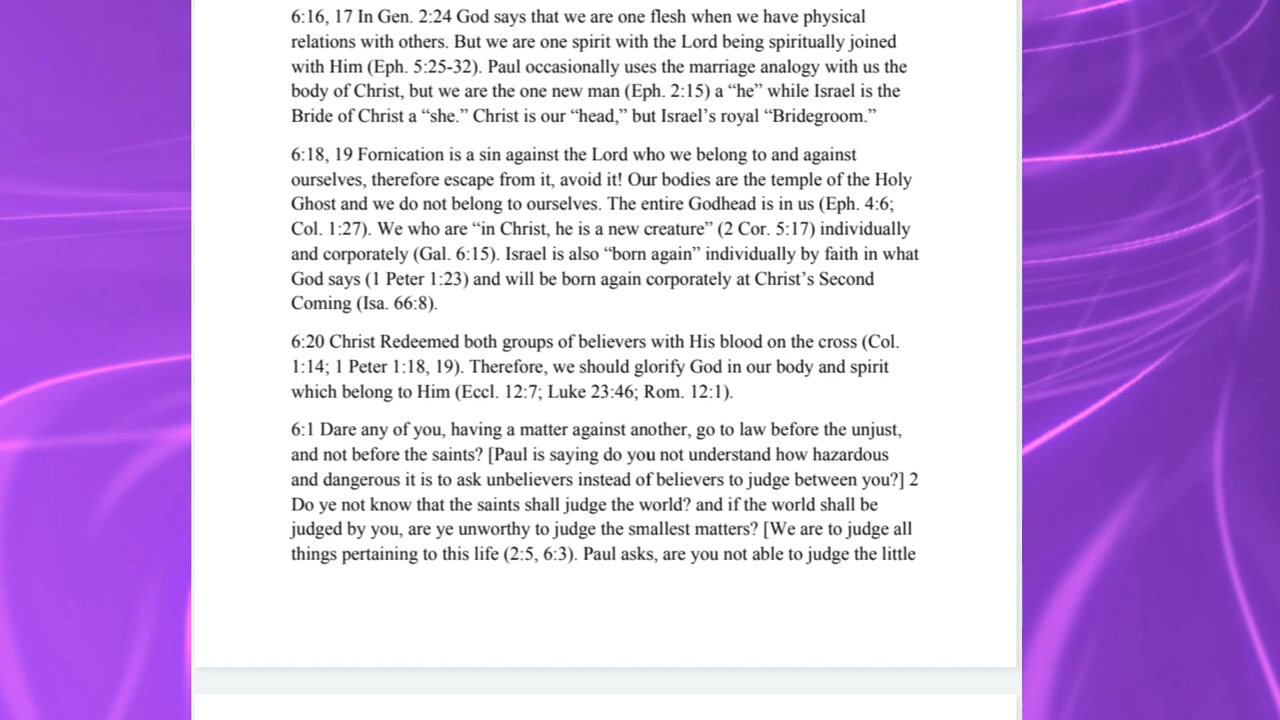 6:16, 17 In Gen. 2:24 God says that we are one flesh when we have physical
relations with others. But we are one spirit with the Lord being spiritually joined
with Him (Eph. 5:25-32). Paul occasionally uses the marriage analogy with us the
body of Christ, but we are the one new man (Eph. 2:15) a “he” while Israel is the
Bride of Christ a “she.” Christ is our “head,” but Israel’s royal “Bridegroom.”
6:18, 19 Fornication is a sin against the Lord who we belong to and against
ourselves, therefore escape from it, avoid it! Our bodies are the temple of the Holy
Ghost and we do not belong to ourselves. The entire Godhead is in us (Eph. 4:6;
Col. 1:27). We who are “in Christ, he is a new creature” (2 Cor. 5:17) individually
and corporately (Gal. 6:15). Israel is also “born again” individually by faith in what
God says (1 Peter 1:23) and will be born again corporately at Christ’s Second
Coming (Isa. 66:8).
6:20 Christ Redeemed both groups of believers with His blood on the cross (Col.
1:14; 1 Peter 1:18, 19). Therefore, we should glorify God in our body and spirit
which belong to Him (Eccl. 12:7; Luke 23:46; Rom. 12:1).
6:1 Dare any of you, having a matter against another, go to law before the unjust,
and not before the saints? [Paul is saying do you not understand how hazardous
and dangerous it is to ask unbelievers instead of believers to judge between you?] 2
Do ye not know that the saints shall judge the world? and if the world shall be
judged by you, are ye unworthy to judge the smallest matters? [We are to judge all
things pertaining to this life (2:5, 6:3). Paul asks, are you not able to judge the little